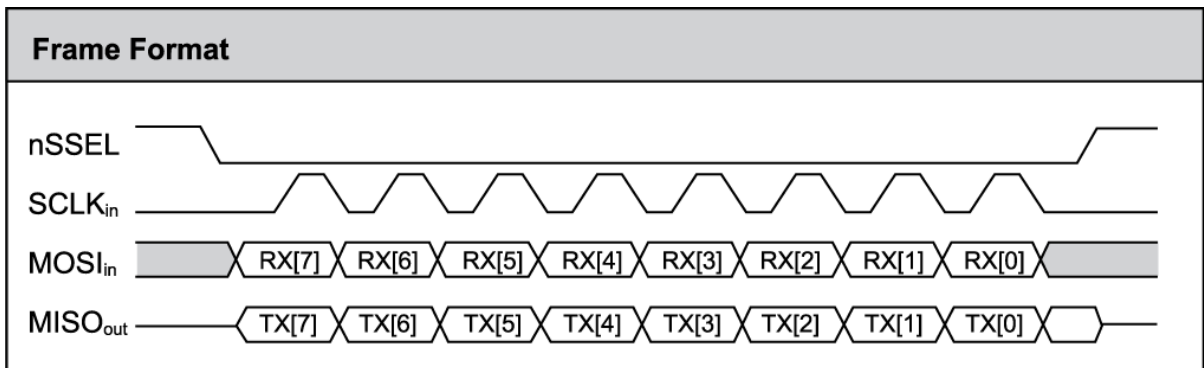 Frame Format
nSSEL
SCLKin
MOSIin RX[7] RX[6] RX[5] RX[4] RX[3] RX[2] RX[1] RX[0]
MISOout TX[7] TX[6] TX[5] TX[4] TX[3] TX[2] TX[1] TX[0]